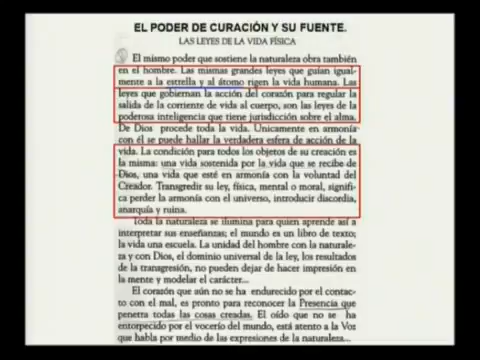 EL PODER DE CURACIÓN Y SU FUENTE.
LAS LEYES DE LA VIDA FÍSICA
El mismo poder que sostiene la naturaleza obra también
en el hombre. Las mismas grandes leyes que guían igual-
mente a la estrella y al átomo rigen la vida humana. Las
leyes que gobiernan la acción del corazón para regular la
salida de la corriente de vida al cuerpo, son las leyes de la
poderosa inteligencia que tiene jurisdicción sobre el alma.
De Dios procede toda la vida. Unicamente en armonía
con él se puede hallar la verdadera esfera de acción de la
vida. La condición para todos los objetos de su creación es
la misma: una vida sostenida por la vida que se recibe de
Dios, una vida que esté en armonía con la voluntad del
Creador. Transgredir su ley, física, mental o moral, signifi-
ca perder la armonía con el universo, introducir discordia,
anarquía y ruina.
Toda la naturaleza se ilumina para quien aprende así a
interpretar sus enseñanzas; el mundo es un libro de texto;
la vida una escuela. La unidad del hombre con la naturale-
za y con Dios, el dominio universal de la ley, los resultados
de la transgresión, no pueden dejar de hacer impresión en
la mente y modelar el carácter...
El corazón que aún no se ha endurecido por el contac-
to con el mal, es pronto para reconocer la Presencia que
penetra todas las cosas creadas. El oído que no se ha
entorpecido por el vocerío del mundo, está atento a la Voz
que habla por medio de las expresiones de la naturaleza...